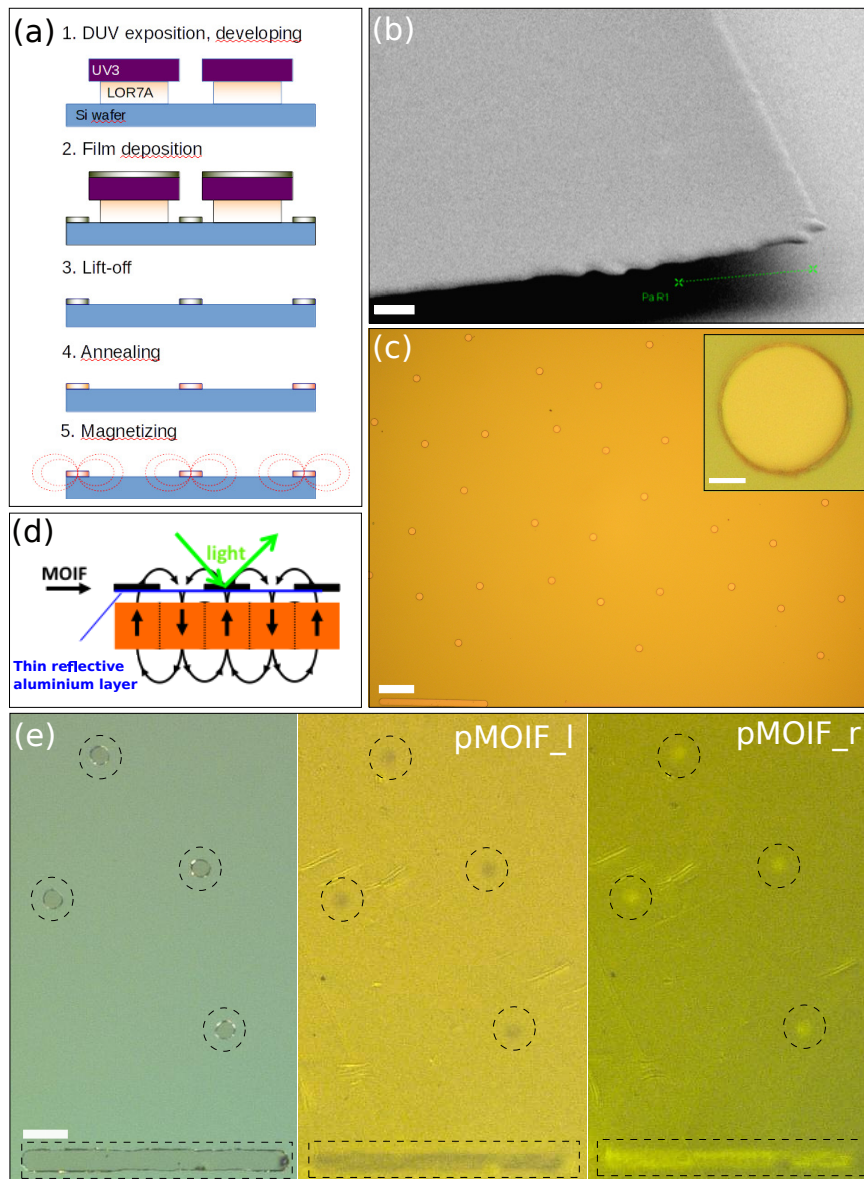 (a)
1. DUV exposition, developing
UV3
LOR7A
Si wafer
2. Film deposition
3. Lift-off
4. Annealing
5. Magnetizing
(b)
Pa R1
(c)
(d)
light
MOIF
Thin reflective
aluminium layer
(e)
pMOIF_l
pMOIF_r